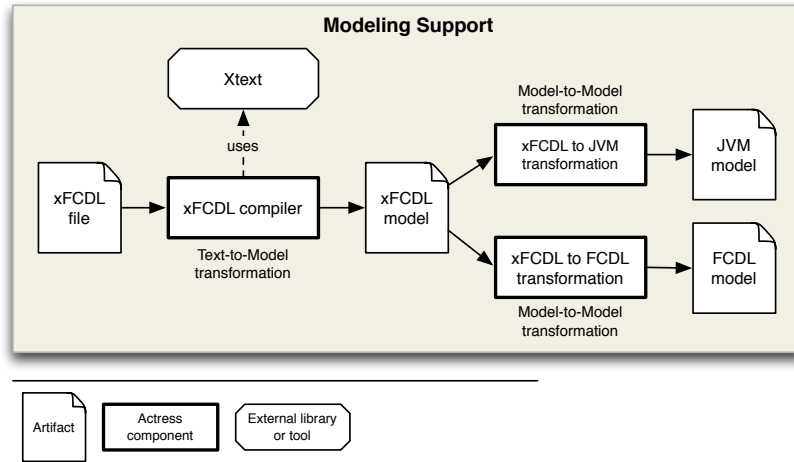 Modeling Support
Xtext
uses
xFCDL
file
xFCDL compiler
Text-to-Model
transformation
xFCDL
model
Model-to-Model
transformation
xFCDL to JVM
transformation
JVM
model
xFCDL to FCDL
transformation
Model-to-Model
transformation
FCDL
model
Artifact
Actress
component
External library
or tool